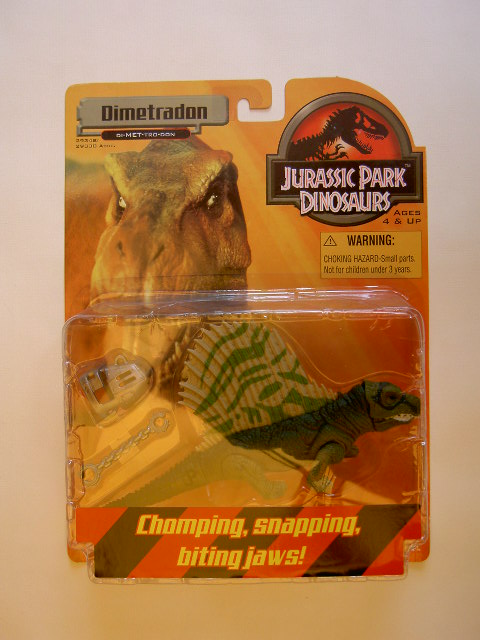 Dimetradon
DI-MET-TRO-DON
JURASSIC PARK
DINOSAURS
™
AGES
4 & UP
WARNING:
CHOKING HAZARD-Small parts.
Not for children under 3 years.
Chomping, snapping,
biting jaws!